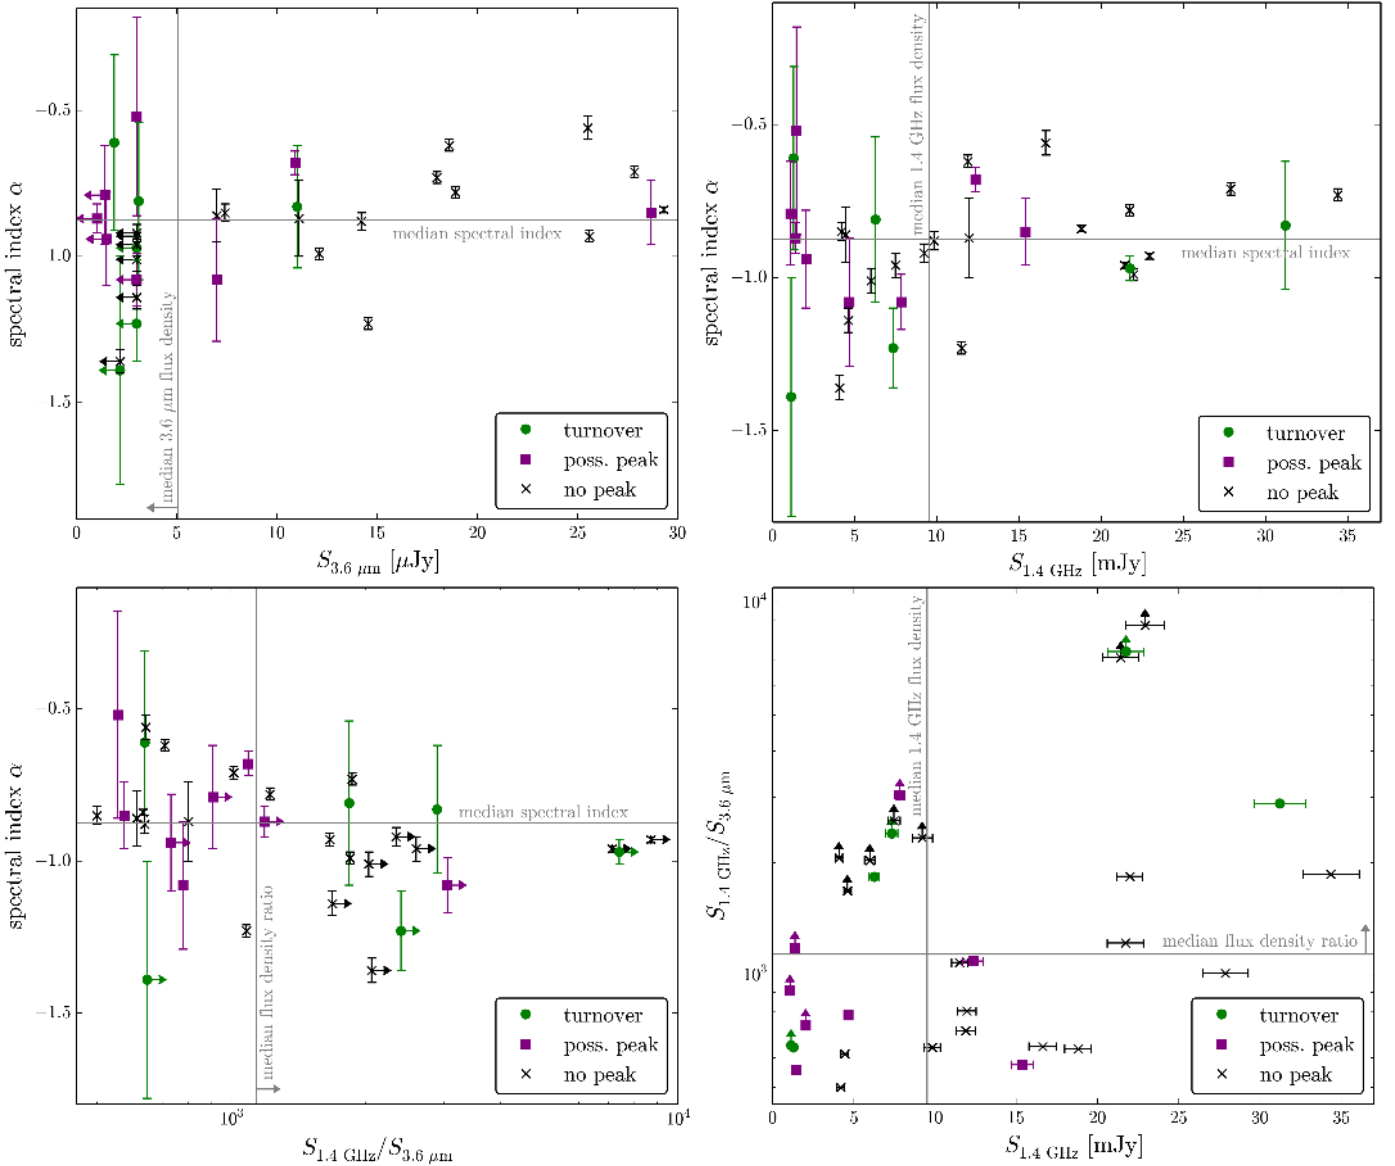 spectral index α
−0.5
−1.0
−1.5
median spectral index
median 3.6 μm flux density
turnover
poss. peak
no peak
0 5 10 15 20 25 30
S3.6 μm [μJy]
spectral index α
−0.5
−1.0
−1.5
median 1.4 GHz flux density
median spectral index
turnover
poss. peak
no peak
5 10 15 20 25 30 35
S1.4 GHz [mJy]
spectral index α
−0.5
−1.0
−1.5
median spectral index
median flux density ratio
turnover
poss. peak
no peak
10³ 10⁴
S1.4 GHz/S3.6 μm
S1.4 GHz/S3.6 μm
10⁴
10³
median 1.4 GHz flux density
median flux density ratio
turnover
poss. peak
no peak
0 5 10 15 20 25 30 35
S1.4 GHz [mJy]